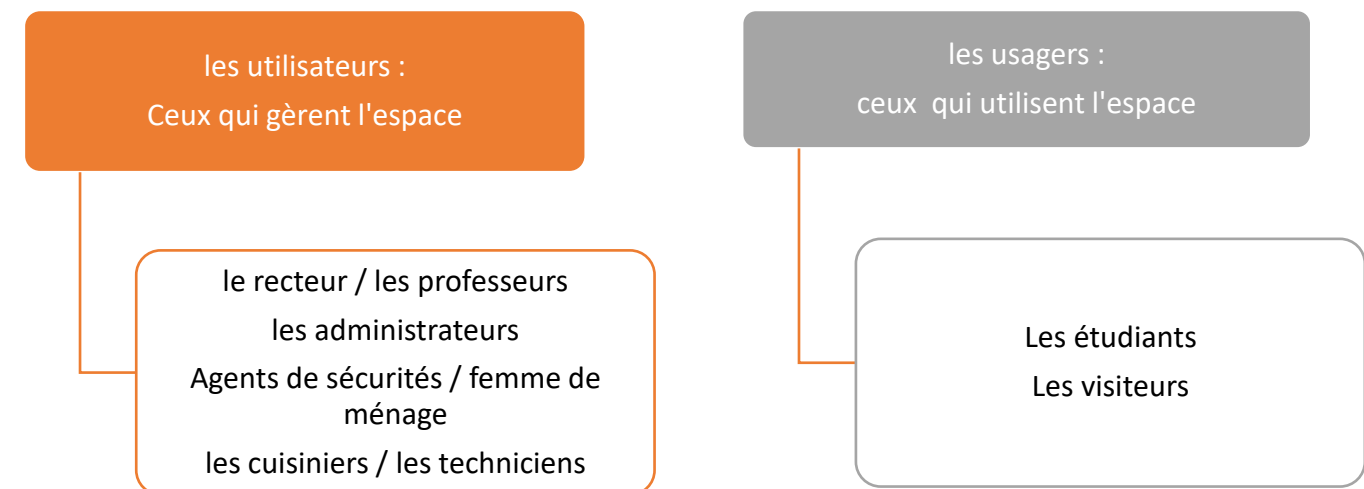 les utilisateurs :
Ceux qui gèrent l'espace
le recteur / les professeurs
les administrateurs
Agents de sécurités / femme de
ménage
les cuisiniers / les techniciens
les usagers :
ceux  qui utilisent l'espace
Les étudiants
Les visiteurs